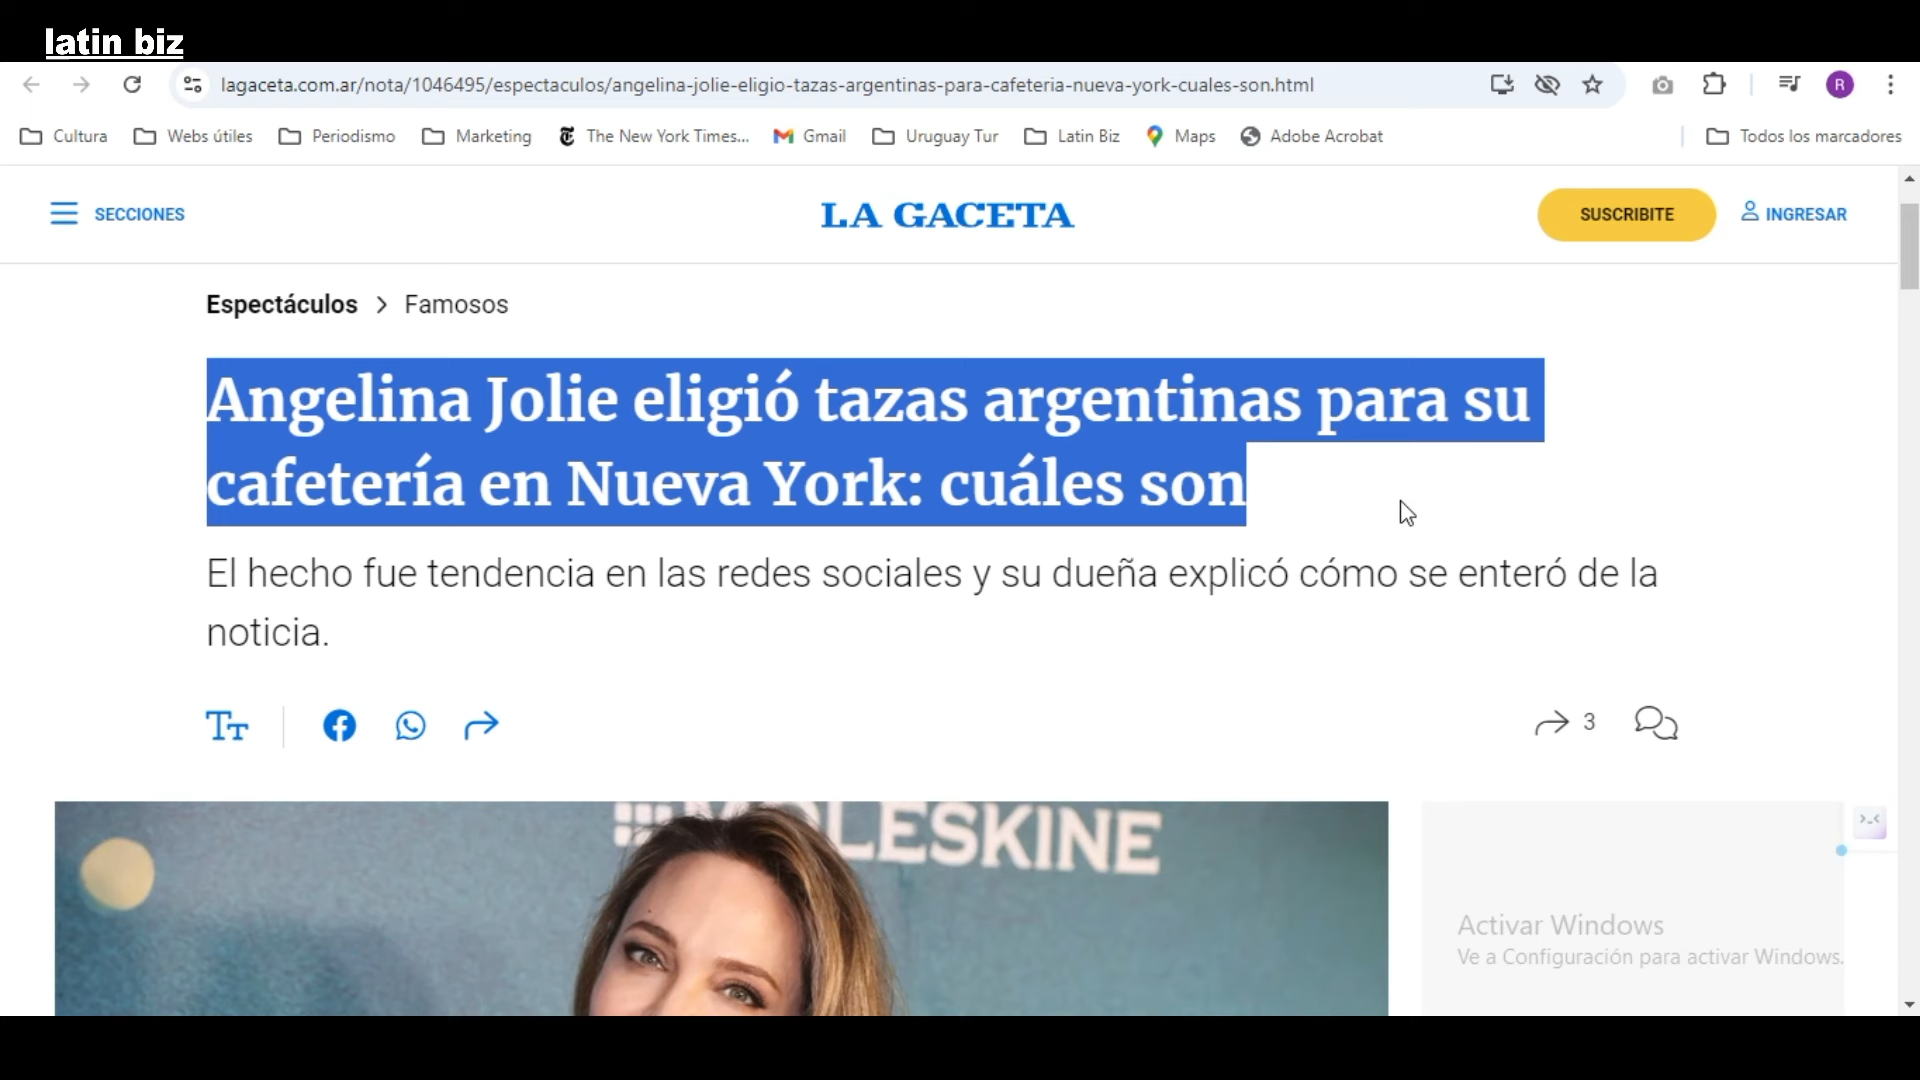 latin biz
lagaceta.com.ar/nota/1046495/espectaculos/angelina-jolie-eligio-tazas-argentinas-para-cafeteria-nueva-york-cuales-son.html
R
Cultura Webs útiles Periodismo Marketing The New York Times... Gmail Uruguay Tur Latin Biz Maps Adobe Acrobat Todos los marcadores
SECCIONES LA GACETA SUSCRIBITE INGRESAR
Espectáculos > Famosos
Angelina Jolie eligió tazas argentinas para su
cafetería en Nueva York: cuáles son
El hecho fue tendencia en las redes sociales y su dueña explicó cómo se enteró de la
noticia.
3
MOLESKINE
Activar Windows
Ve a Configuración para activar Windows.